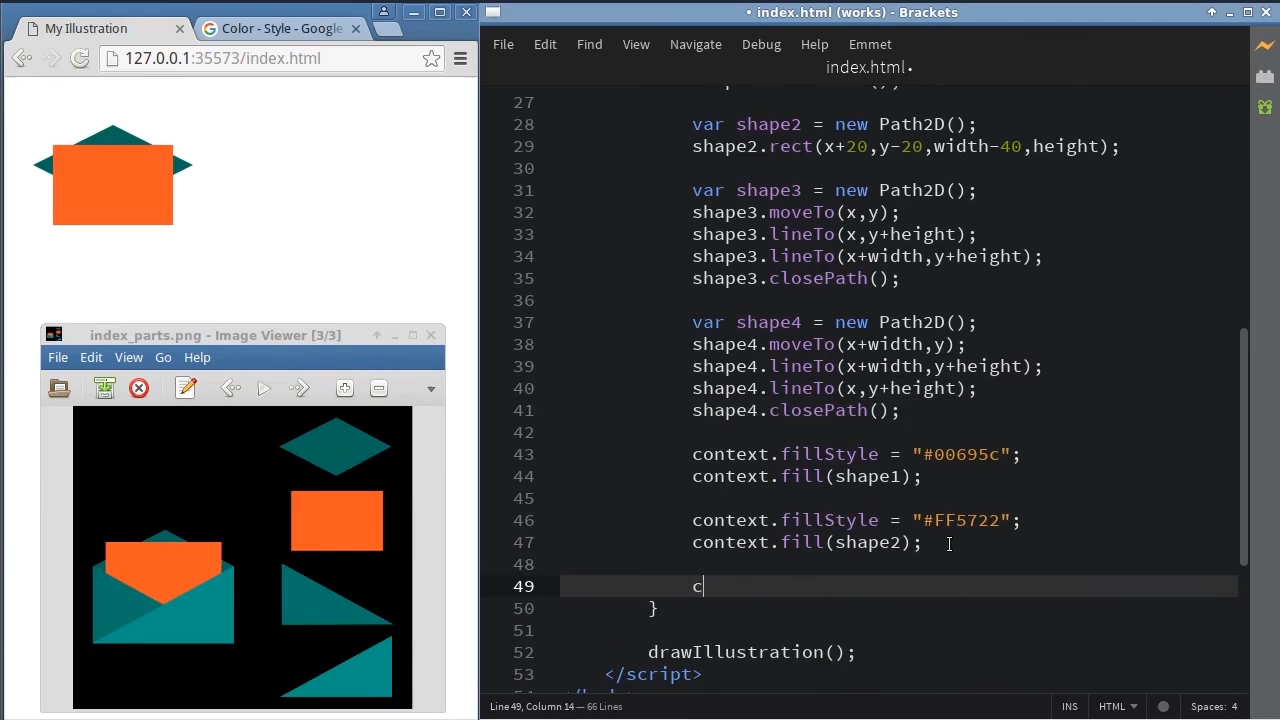 My Illustration
Color - Style - Google
127.0.0.1:35573/index.html
index_parts.png - Image Viewer [3/3]
File Edit View Go Help
• index.html (works) - Brackets
File Edit Find View Navigate Debug Help Emmet
index.html •
27
28 var shape2 = new Path2D();
29 shape2.rect(x+20,y-20,width-40,height);
30
31 var shape3 = new Path2D();
32 shape3.moveTo(x,y);
33 shape3.lineTo(x,y+height);
34 shape3.lineTo(x+width,y+height);
35 shape3.closePath();
36
37 var shape4 = new Path2D();
38 shape4.moveTo(x+width,y);
39 shape4.lineTo(x+width,y+height);
40 shape4.lineTo(x,y+height);
41 shape4.closePath();
42
43 context.fillStyle = "#00695c";
44 context.fill(shape1);
45
46 context.fillStyle = "#FF5722";
47 context.fill(shape2);
48
49 c
50 }
51
52 drawIllustration();
53 </script>
Line 49, Column 14 — 66 Lines
INS HTML Spaces: 4